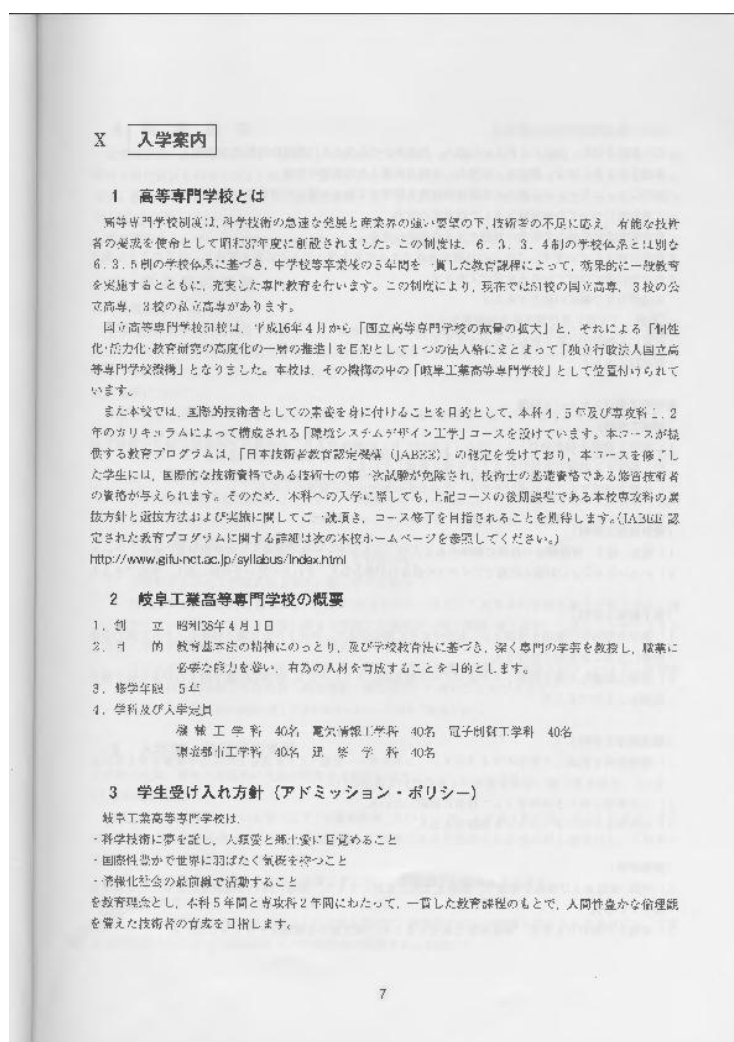 X 入学案内
1 高等専門学校とは
高等専門学校制度は,科学技術の急速な発展と産業界の強い要望の下,技術者の不足に応え 有能な技術
者の養成を使命として昭和37年度に創設されました。この制度は,6.3.3.4制の学校体系とは別な
6.3.5制の学校体系に基づき,中学校等卒業後の5年間を一貫した教育課程によって,効果的に一般教育
を実施するとともに,充実した専門教育を行います。この制度により,現在では51校の国立高専,3校の公
立高専,3校の私立高専があります。
国立高等専門学校51校は,平成16年4月から「国立高等専門学校の裁量の拡大」と,それによる「個性
化・活力化・教育研究の高度化の一層の推進」を目的として1つの法人格にまとまって「独立行政法人国立高
等専門学校機構」となりました。本校は,その機構の中の「岐阜工業高等専門学校」として位置付けられて
います。
また本校では,国際的技術者としての素養を身に付けることを目的として,本科4.5年及び専攻科1.2
年のカリキュラムによって構成される「環境システムデザイン工学」コースを設けています。本コースが提
供する教育プログラムは,「日本技術者教育認定機構(JABEE)」の認定を受けており,本コースを修了し
た学生には,国際的な技術資格である技術士の第一次試験が免除され,技術士の基礎資格である修習技術者
の資格が与えられます。そのため,本科への入学に際しても,上記コースの後期課程である本校専攻科の選
抜方針と選抜方法および実施に関してご一読頂き,コース修了を目指されることを期待します。(JABEE 認
定された教育プログラムに関する詳細は次の本校ホームページを参照してください。)
http://www.gifu-nct.ac.jp/syllabus/index.html
2 岐阜工業高等専門学校の概要
1.創 立 昭和38年4月1日
2.目 的 教育基本法の精神にのっとり,及び学校教育法に基づき,深く専門の学芸を教授し,職業に
必要な能力を養い,有為の人材を育成することを目的とします。
3.修学年限 5年
4.学科及び入学定員
機械工学科 40名 電気情報工学科 40名 電子制御工学科 40名
環境都市工学科 40名 建築学科 40名
3 学生受け入れ方針(アドミッション・ポリシー)
岐阜工業高等専門学校は,
・科学技術に夢を託し,人類愛と郷土愛に目覚めること
・国際性豊かで世界に羽ばたく気概を持つこと
・情報化社会の最前線で活動すること
を教育理念とし,本科5年間と専攻科2年間にわたって,一貫した教育課程のもとで,人間性豊かな倫理観
を備えた技術者の育成を目指します。
7